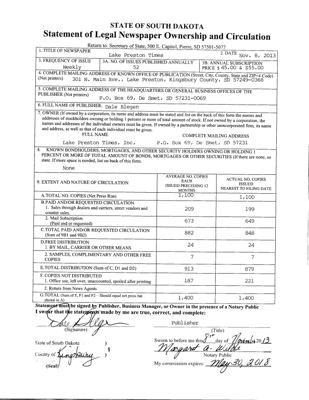 STATE OF SOUTH DAKOTA
Statement of Legal Newspaper Ownership and Circulation
Return to: Secretary of State, 500 E. Capitol, Pierre, SD 57501-5077
1. TITLE OF NEWSPAPER
Lake Preston Times
2. DATE
Nov. 8, 2013
3. FREQUENCY OF ISSUE
Weekly
3A. NO. OF ISSUES PUBLISHED ANNUALLY
52
3B. ANNUAL SUBSCRIPTION
PRICE $
4. COMPLETE MAILING ADDRESS OF KNOWN OFFICE OF PUBLICATION (Street, City, County, State and ZIP+4 Code)
(Not printers) 301 N. Main Ave., Lake Preston, Kingsbury County, SD
5. COMPLETE MAILING ADDRESS OF THE HEADQUARTERS OR GENERAL BUSINESS OFFICES OF THE
PUBLISHER (Not printers)
P.O. Box 69, De Smet, SD 57231-0069
6. FULL NAME OF PUBLISHER: Dale Blegen
7. OWNER (If owned by a corporation, its name and address must be stated and list on the back of this form the names and
addresses of stockholders owning or holding 1 percent or more of total amount of stock. If not owned by a corporation, the
names and addresses of the individual owners must be given. If owned by a partnership or other unincorporated firm, its name
and address, as well as that of each individual must be given.
FULL NAME
COMPLETE MAILING ADDRESS
Lake Preston Times, Inc.
P.O. Box 69, De Smet, SD 57231
8. KNOWN BONDHOLDERS, MORTGAGES, AND OTHER SECURITY HOLDERS OWNING OR HOLDING 1
PERCENT OR MORE OF TOTAL AMOUNT OF BONDS, MORTGAGES OR OTHER SECURITIES (If there are none, so
state. If more space is needed, list on back of this form.
None
9. EXTENT AND NATURE OF CIRCULATION
AVERAGE NO. COPIES
EACH
ISSUED PRECEDING 12
MONTHS
ACTUAL NO. COPIES
ISSUED
NEAREST TO FILING DATE
A. TOTAL NO. COPIES (Net Press Run)
1,100
1,100
B. PAID AND/OR REQUESTED CIRCULATION
1. Sales through dealers and carriers, street vendors and
counter sales.
209
199
2. Mail Subscription
(Paid and or requested)
673
649
C. TOTAL PAID AND/OR REQUESTED CIRCULATION
(Sum of 9B1 and 9B2)
882
848
D. FREE DISTRIBUTION
1. BY MAIL, CARRIER OR OTHER MEANS
24
24
2. SAMPLES, COMPLIMENTARY AND OTHER FREE
COPIES
7
7
E. TOTAL DISTRIBUTION (Sum of C, D1 and D2)
913
879
F. COPIES NOT DISTRIBUTED
1. Office use, left over, unaccounted, spoiled after printing
187
221
2. Return from News Agents
G. TOTAL (Sum of E, F1 and F2 - Should equal net press run
shown in A)
Statement must be signed by Publisher, Business Manager, or Owner in the presence of a Notary Public
I swear that the statements made by me are true, correct, and complete:
Dale Blegen
(Signature)
Publisher
(Title)
State of South Dakota
County of Kingsbury
(Seal)
Sworn to before me this 8th day of November 2013.
Margaret A.
Notary Public
My commission expires: May 30, 2018